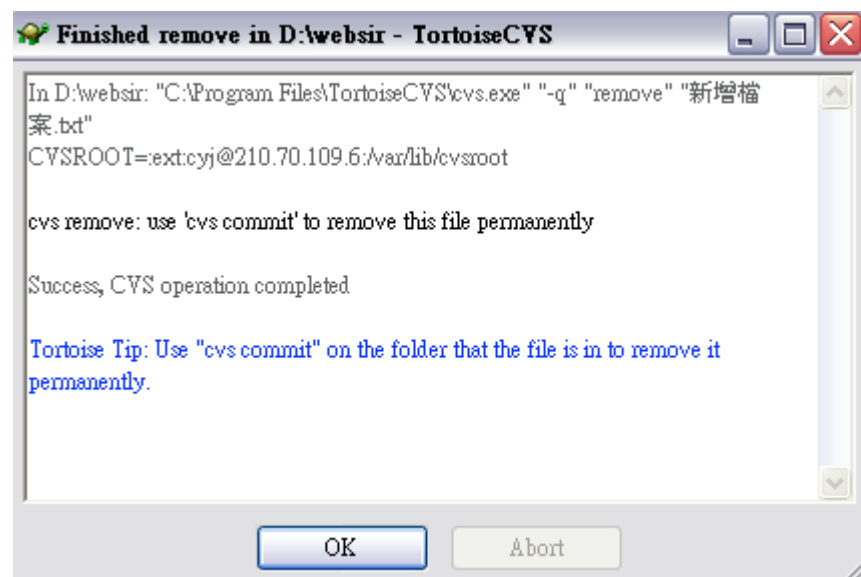 Finished remove in D:\websir - TortoiseCVS
In D:\websir: "C:\Program Files\TortoiseCVS\cvs.exe" "-q" "remove" "新增檔
案.txt"
CVSROOT=:ext:cyj@210.70.109.6:/var/lib/cvsroot
cvs remove: use 'cvs commit' to remove this file permanently
Success, CVS operation completed
Tortoise Tip: Use "cvs commit" on the folder that the file is in to remove it
permanently.
OK
Abort